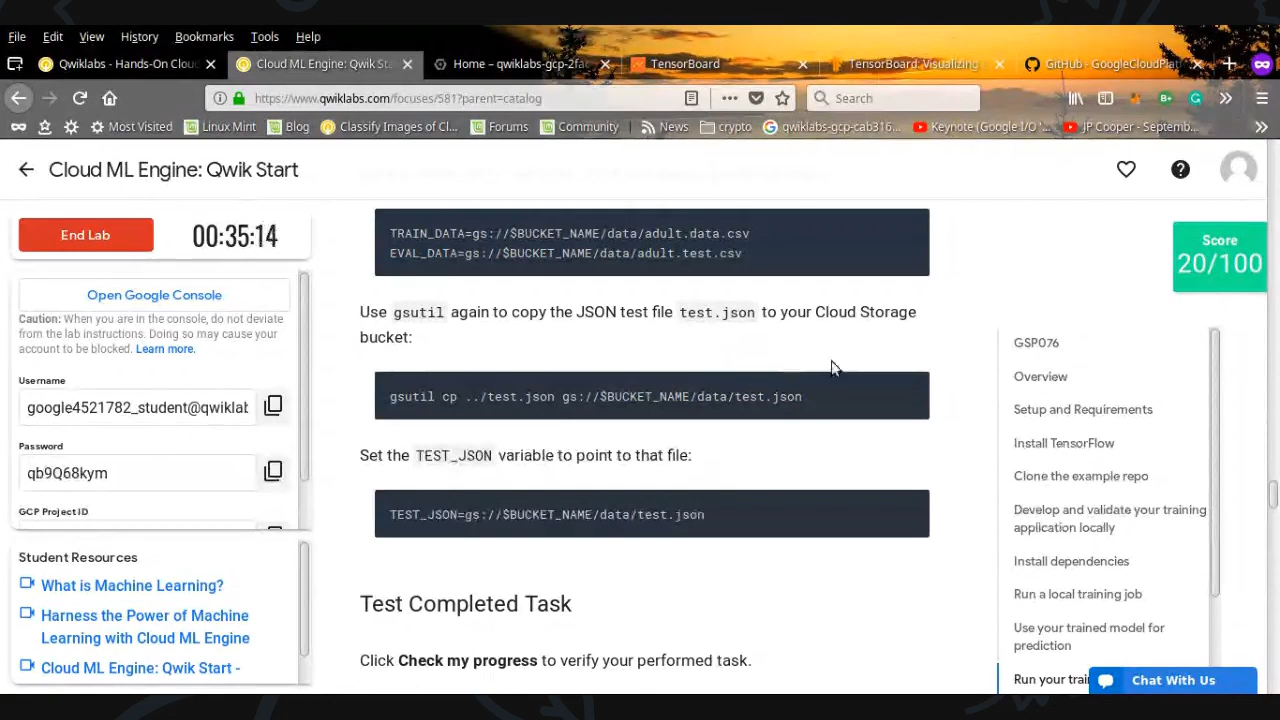 File Edit View History Bookmarks Tools Help
Qwiklabs - Hands-On Cloud Cloud ML Engine: Qwik Sta Home – qwiklabs-gcp-2fa TensorBoard TensorBoard: Visualizing GitHub - GoogleCloudPlatf
https://www.qwiklabs.com/focuses/581?parent=catalog Search
Most Visited Linux Mint Blog Classify Images of Cl... Forums Community News crypto qwiklabs-gcp-cab316... Keynote (Google I/O '... JP Cooper - Septemb...
Cloud ML Engine: Qwik Start
End Lab 00:35:14
Open Google Console
Caution: When you are in the console, do not deviate
from the lab instructions. Doing so may cause your
account to be blocked. Learn more.
Username
google4521782_student@qwiklab
Password
qb9Q68kym
GCP Project ID
Student Resources
What is Machine Learning?
Harness the Power of Machine
Learning with Cloud ML Engine
Cloud ML Engine: Qwik Start -
TRAIN_DATA=gs://$BUCKET_NAME/data/adult.data.csv
EVAL_DATA=gs://$BUCKET_NAME/data/adult.test.csv
Use gsutil again to copy the JSON test file test.json to your Cloud Storage
bucket:
gsutil cp ../test.json gs://$BUCKET_NAME/data/test.json
Set the TEST_JSON variable to point to that file:
TEST_JSON=gs://$BUCKET_NAME/data/test.json
Test Completed Task
Click Check my progress to verify your performed task.
Score
20/100
GSP076
Overview
Setup and Requirements
Install TensorFlow
Clone the example repo
Develop and validate your training
application locally
Install dependencies
Run a local training job
Use your trained model for
prediction
Run your trai
Chat With Us